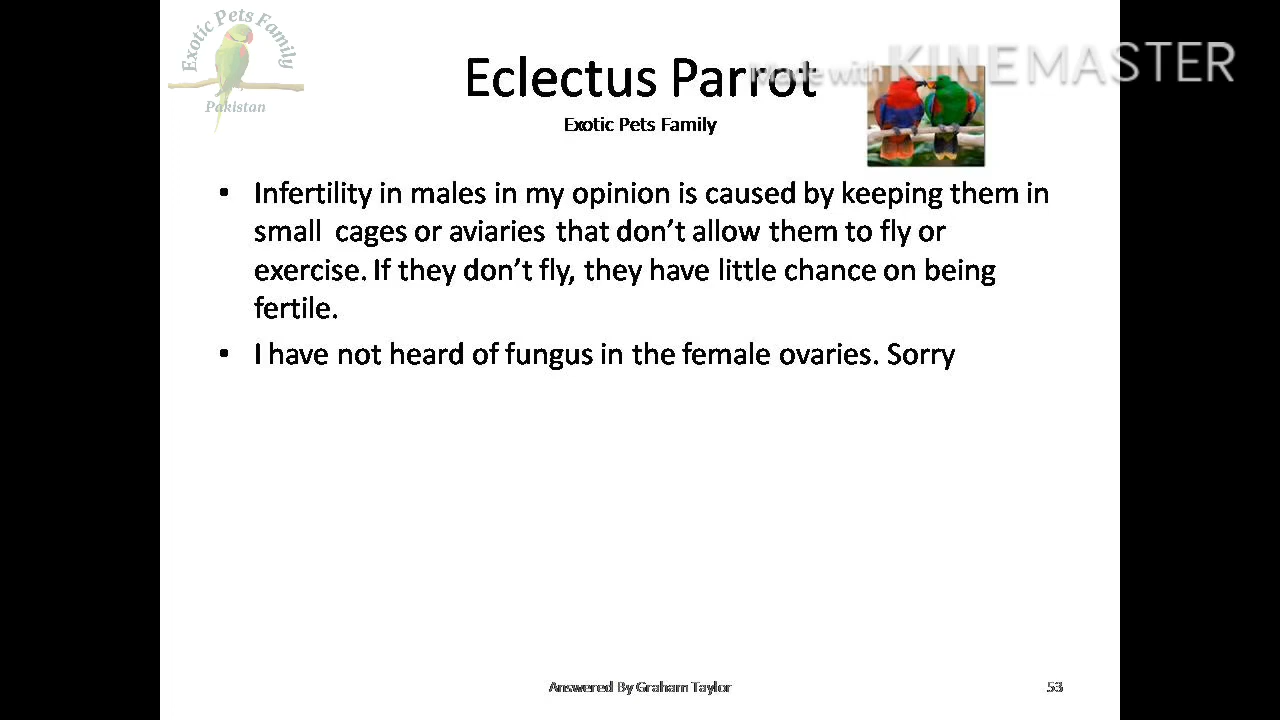 Exotic Pets Family
Pakistan
Made with KINEMASTER
Eclectus Parrot
Exotic Pets Family
• Infertility in males in my opinion is caused by keeping them in
small cages or aviaries that don’t allow them to fly or
exercise. If they don’t fly, they have little chance on being
fertile.
• I have not heard of fungus in the female ovaries. Sorry
Answered By Graham Taylor
53